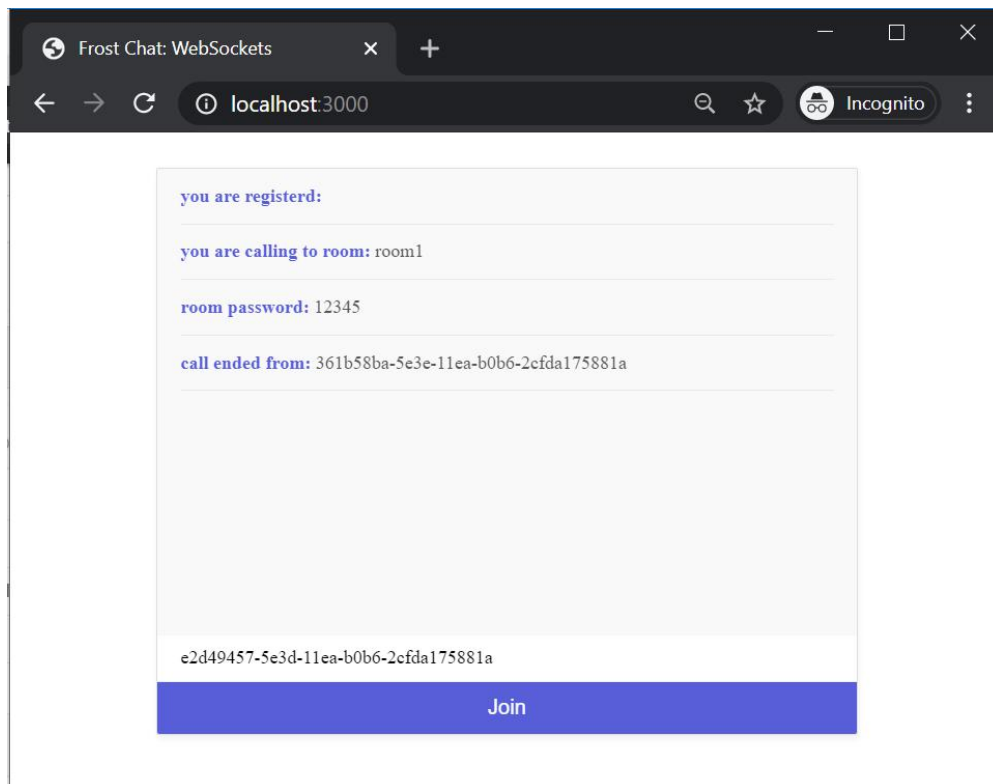 Frost Chat: WebSockets
localhost:3000
Incognito
you are registerd:
you are calling to room: room1
room password: 12345
call ended from: 361b58ba-5e3e-11ea-b0b6-2cfda175881a
e2d49457-5e3d-11ea-b0b6-2cfda175881a
Join